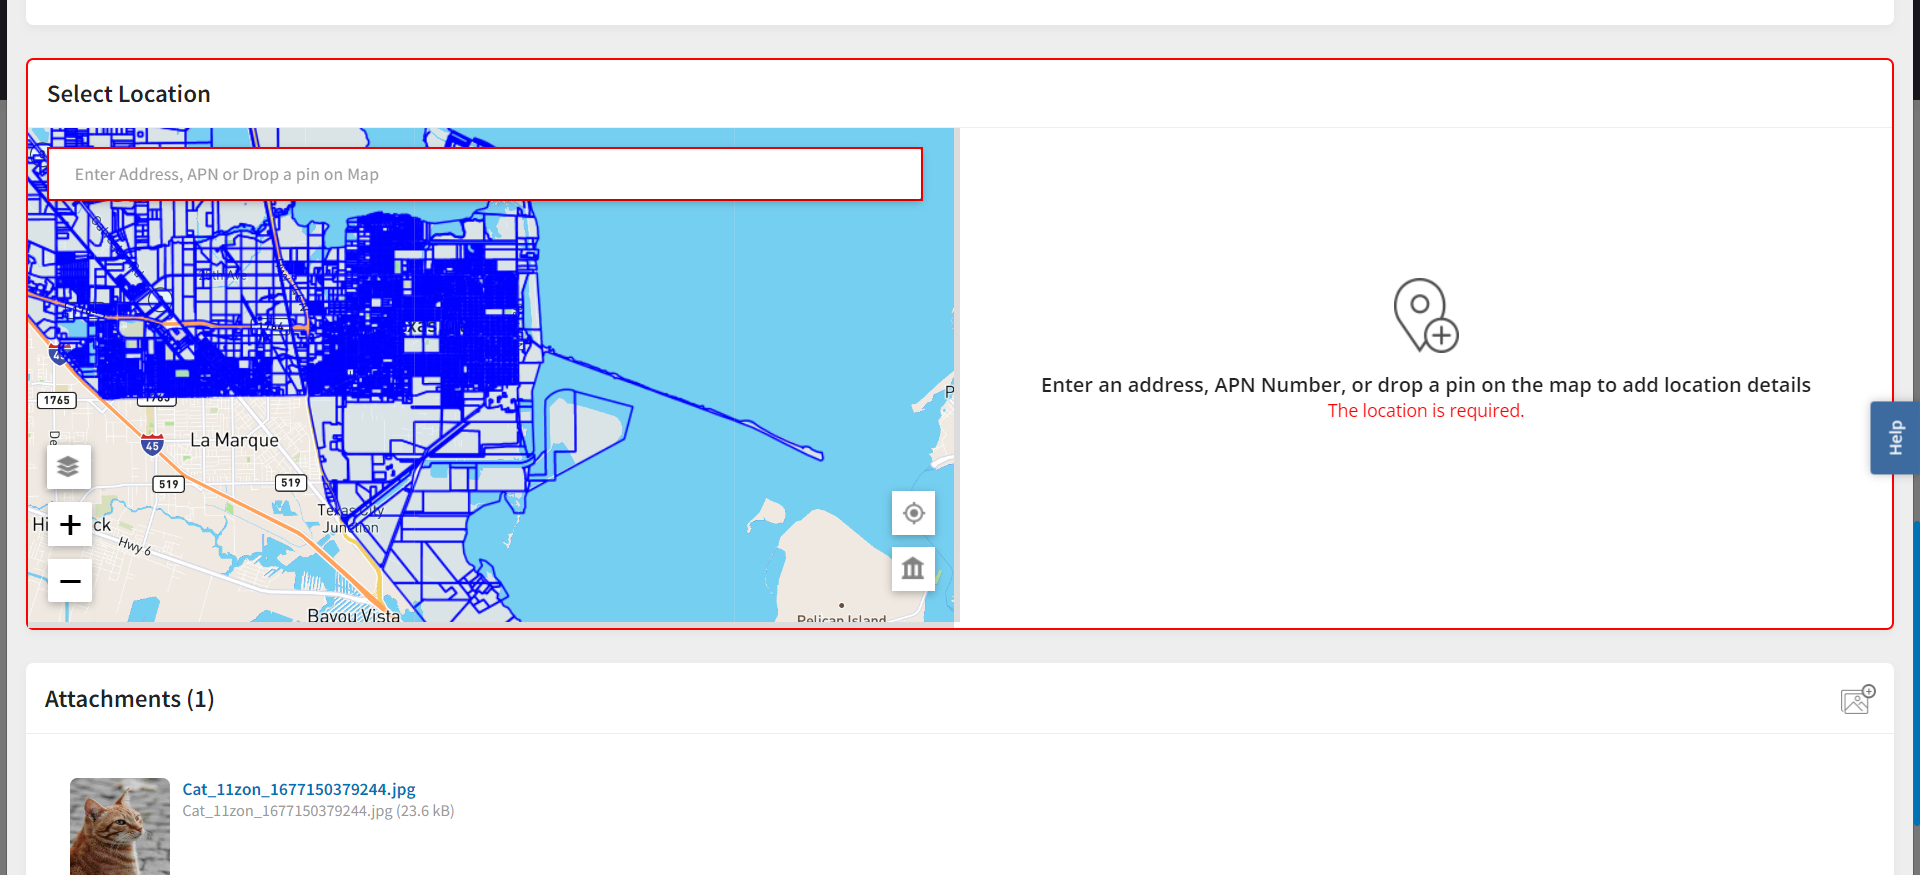 Select Location
Enter Address, APN or Drop a pin on Map
Enter an address, APN Number, or drop a pin on the map to add location details
The location is required.
Help
1765
45
La Marque
519
519
Texas City
Junction
Hwy 6
Bayou Vista
Pelican Island
Attachments (1)
Cat_11zon_1677150379244.jpg
Cat_11zon_1677150379244.jpg (23.6 kB)